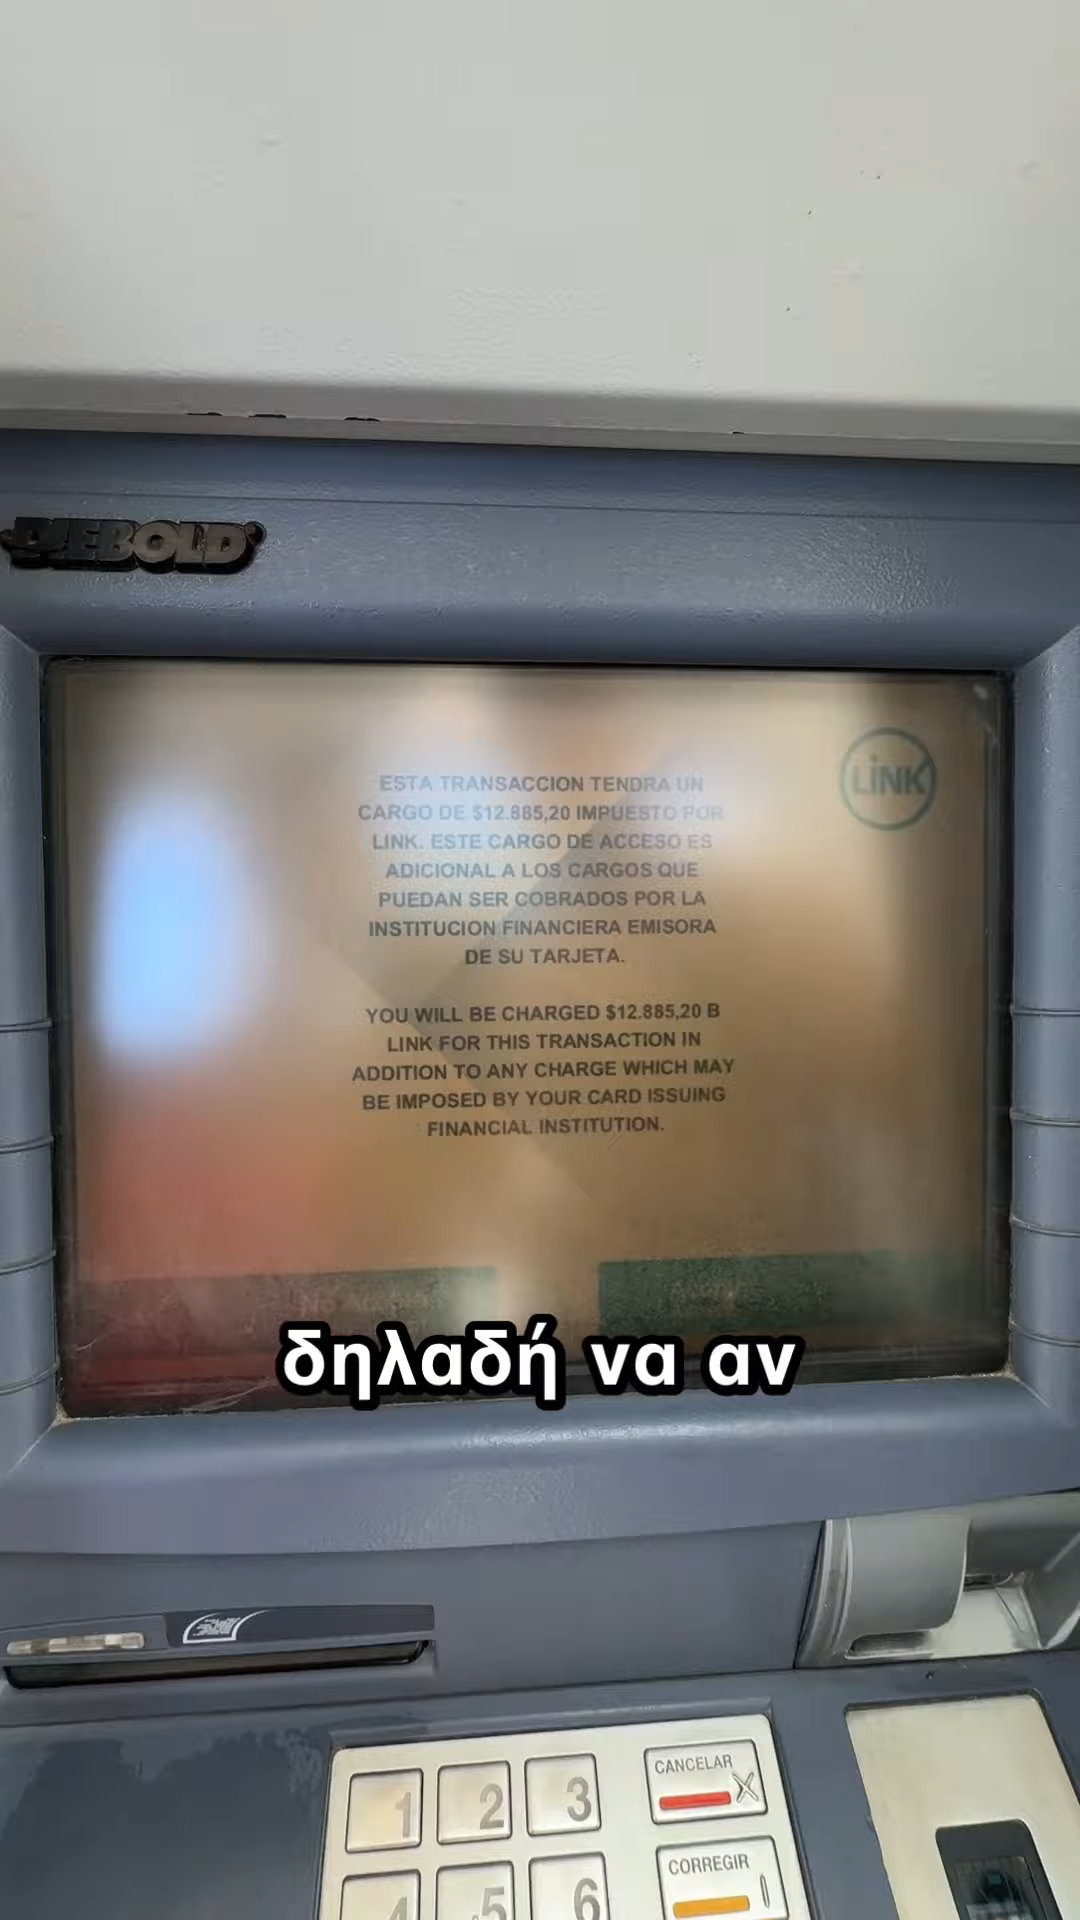 DIEBOLD
LiNK
ESTA TRANSACCION TENDRA UN
CARGO DE $12.885,20 IMPUESTO POR
LINK. ESTE CARGO DE ACCESO ES
ADICIONAL A LOS CARGOS QUE
PUEDAN SER COBRADOS POR LA
INSTITUCION FINANCIERA EMISORA
DE SU TARJETA.
YOU WILL BE CHARGED $12.885,20 B
LINK FOR THIS TRANSACTION IN
ADDITION TO ANY CHARGE WHICH MAY
BE IMPOSED BY YOUR CARD ISSUING
FINANCIAL INSTITUTION.
No
δηλαδή να αν
1 2 3 CANCELAR
4 5 6 CORREGIR